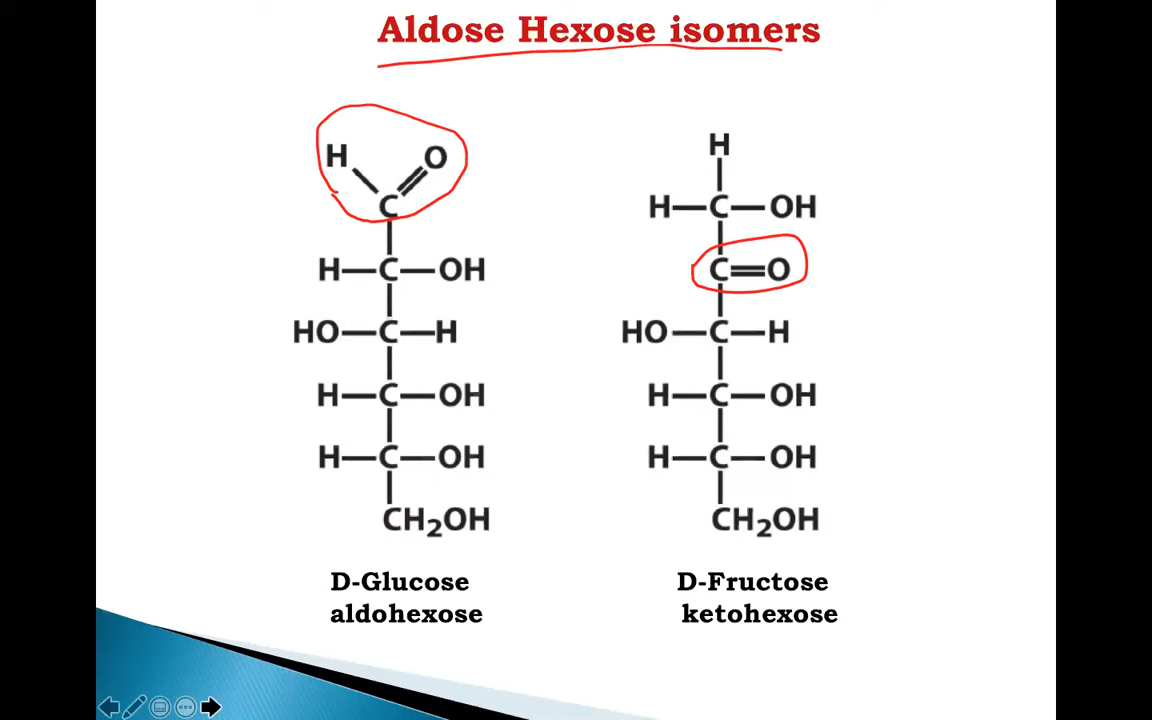 Aldose Hexose isomers
H O
C
H—C—OH
HO—C—H
H—C—OH
H—C—OH
CH₂OH
D-Glucose
aldohexose
H
H—C—OH
C=O
HO—C—H
H—C—OH
H—C—OH
CH₂OH
D-Fructose
ketohexose